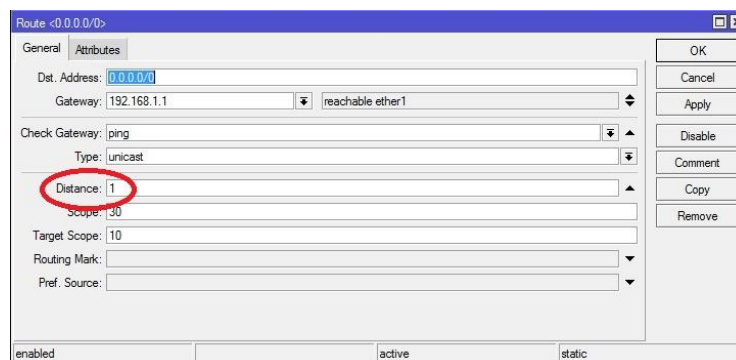 Route <0.0.0.0/0>
General Attributes
OK
Dst. Address: 0.0.0.0/0
Cancel
Gateway: 192.168.1.1 reachable ether1
Apply
Check Gateway: ping
Disable
Type: unicast
Comment
Distance: 1
Copy
Scope: 30
Remove
Target Scope: 10
Routing Mark:
Pref. Source:
enabled active static